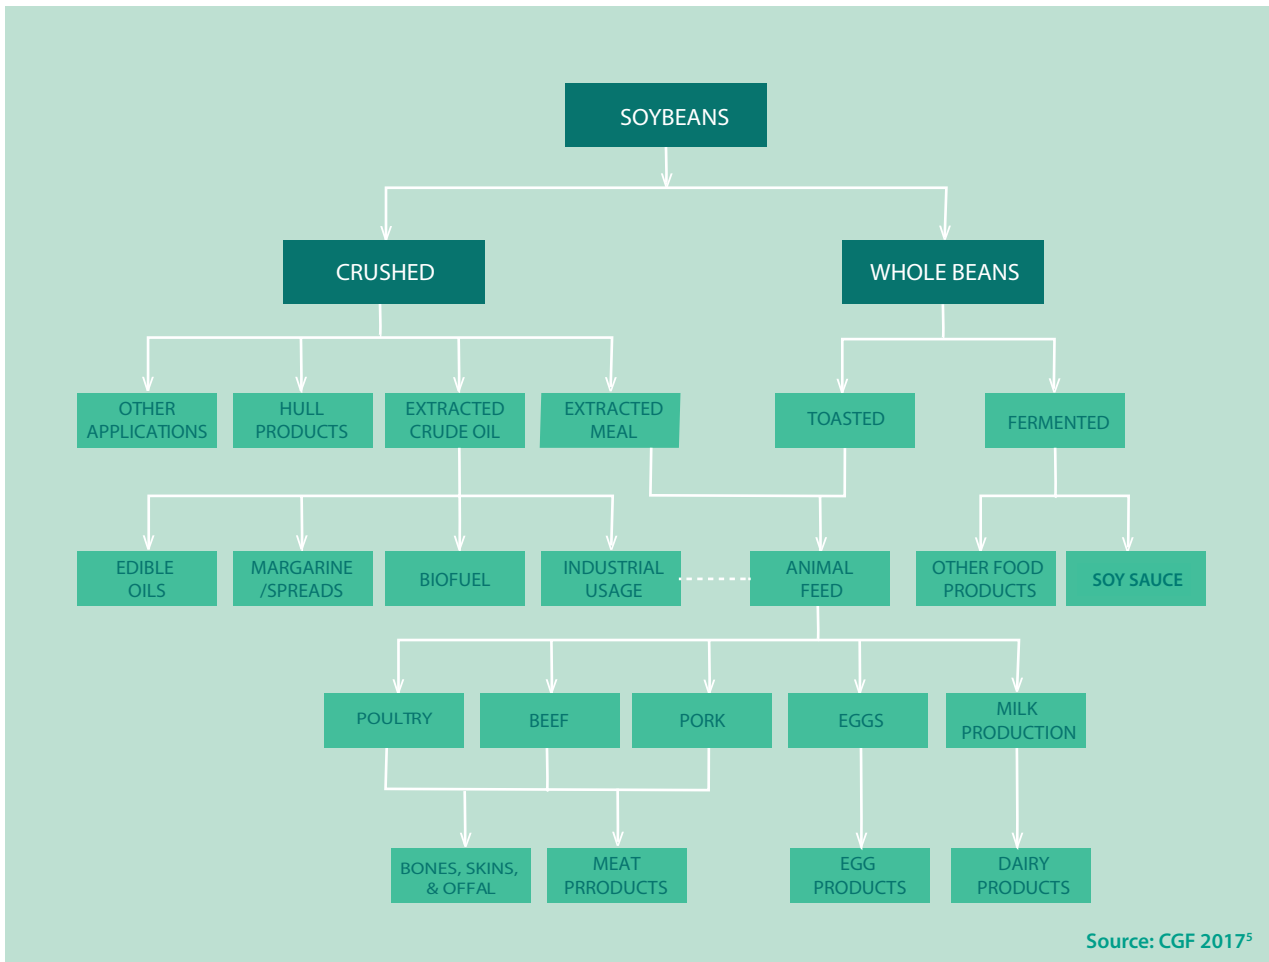 SOYBEANS
CRUSHED
WHOLE BEANS
OTHER
APPLICATIONS
HULL
PRODUCTS
EXTRACTED
CRUDE OIL
EXTRACTED
MEAL
TOASTED
FERMENTED
EDIBLE
OILS
MARGARINE
/SPREADS
BIOFUEL
INDUSTRIAL
USAGE
ANIMAL
FEED
OTHER FOOD
PRODUCTS
SOY SAUCE
POULTRY
BEEF
PORK
EGGS
MILK
PRODUCTION
BONES, SKINS,
& OFFAL
MEAT
PRRODUCTS
EGG
PRODUCTS
DAIRY
PRODUCTS
Source: CGF 2017⁵